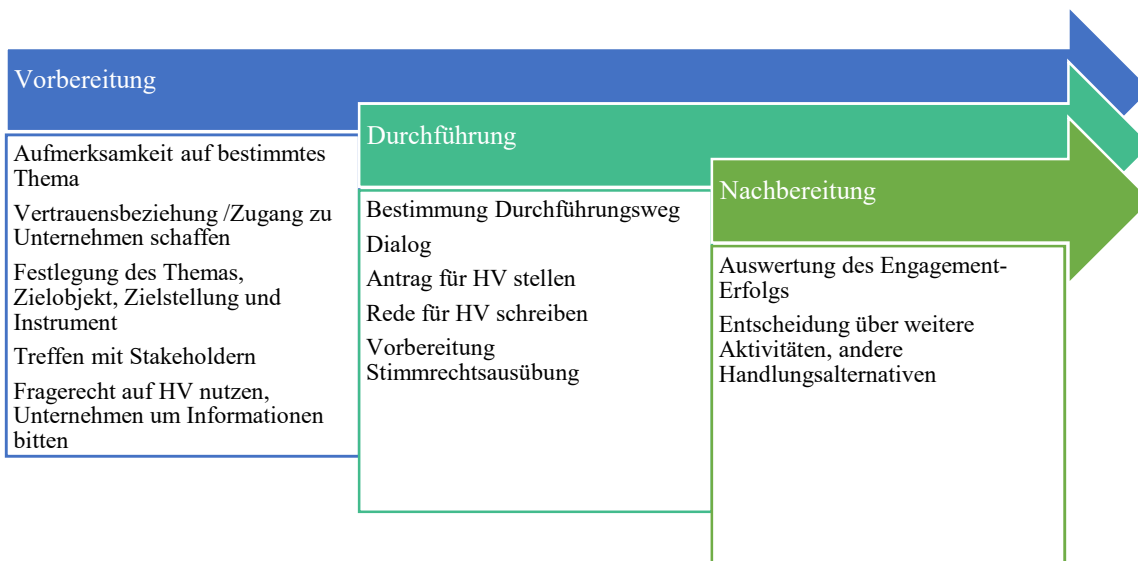 Vorbereitung
Aufmerksamkeit auf bestimmtes
Thema
Vertrauensbeziehung /Zugang zu
Unternehmen schaffen
Festlegung des Themas,
Zielobjekt, Zielstellung und
Instrument
Treffen mit Stakeholdern
Fragerecht auf HV nutzen,
Unternehmen um Informationen
bitten
Durchführung
Bestimmung Durchführungsweg
Dialog
Antrag für HV stellen
Rede für HV schreiben
Vorbereitung
Stimmrechtsausübung
Nachbereitung
Auswertung des Engagement-
Erfolgs
Entscheidung über weitere
Aktivitäten, andere
Handlungsalternativen